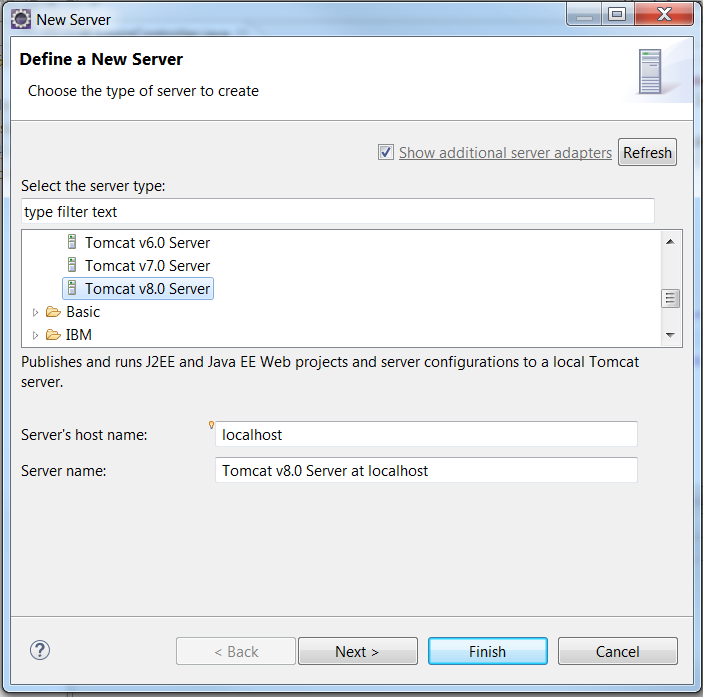 New Server
Define a New Server
Choose the type of server to create
Show additional server adapters Refresh
Select the server type:
type filter text
Tomcat v6.0 Server
Tomcat v7.0 Server
Tomcat v8.0 Server
Basic
IBM
Publishes and runs J2EE and Java EE Web projects and server configurations to a local Tomcat
server.
Server's host name: localhost
Server name: Tomcat v8.0 Server at localhost
? < Back Next > Finish Cancel